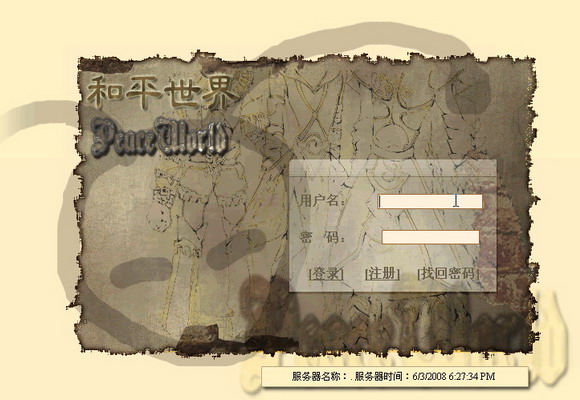 和平世界
Peace World
用户名：
密 码：
[登录] [注册] [找回密码]
服务器名称：. 服务器时间：6/3/2008 6:27:34 PM